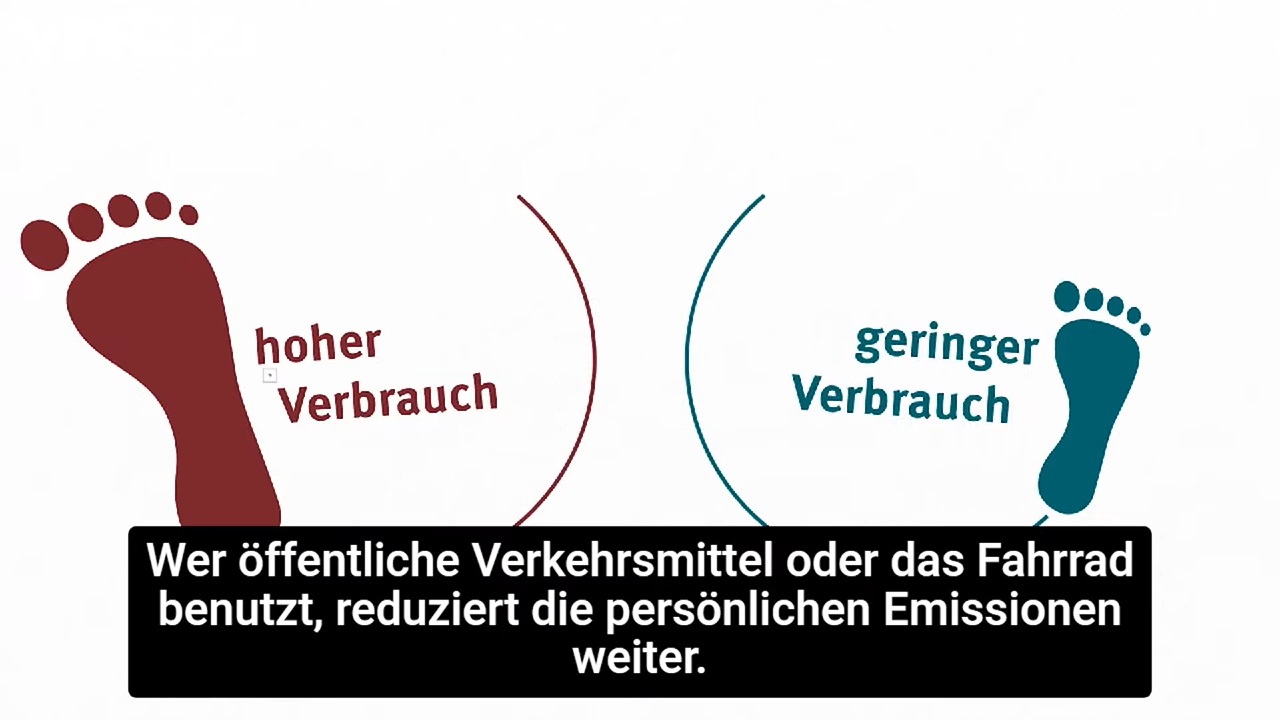 hoher
Verbrauch
geringer
Verbrauch
Wer öffentliche Verkehrsmittel oder das Fahrrad
benutzt, reduziert die persönlichen Emissionen
weiter.